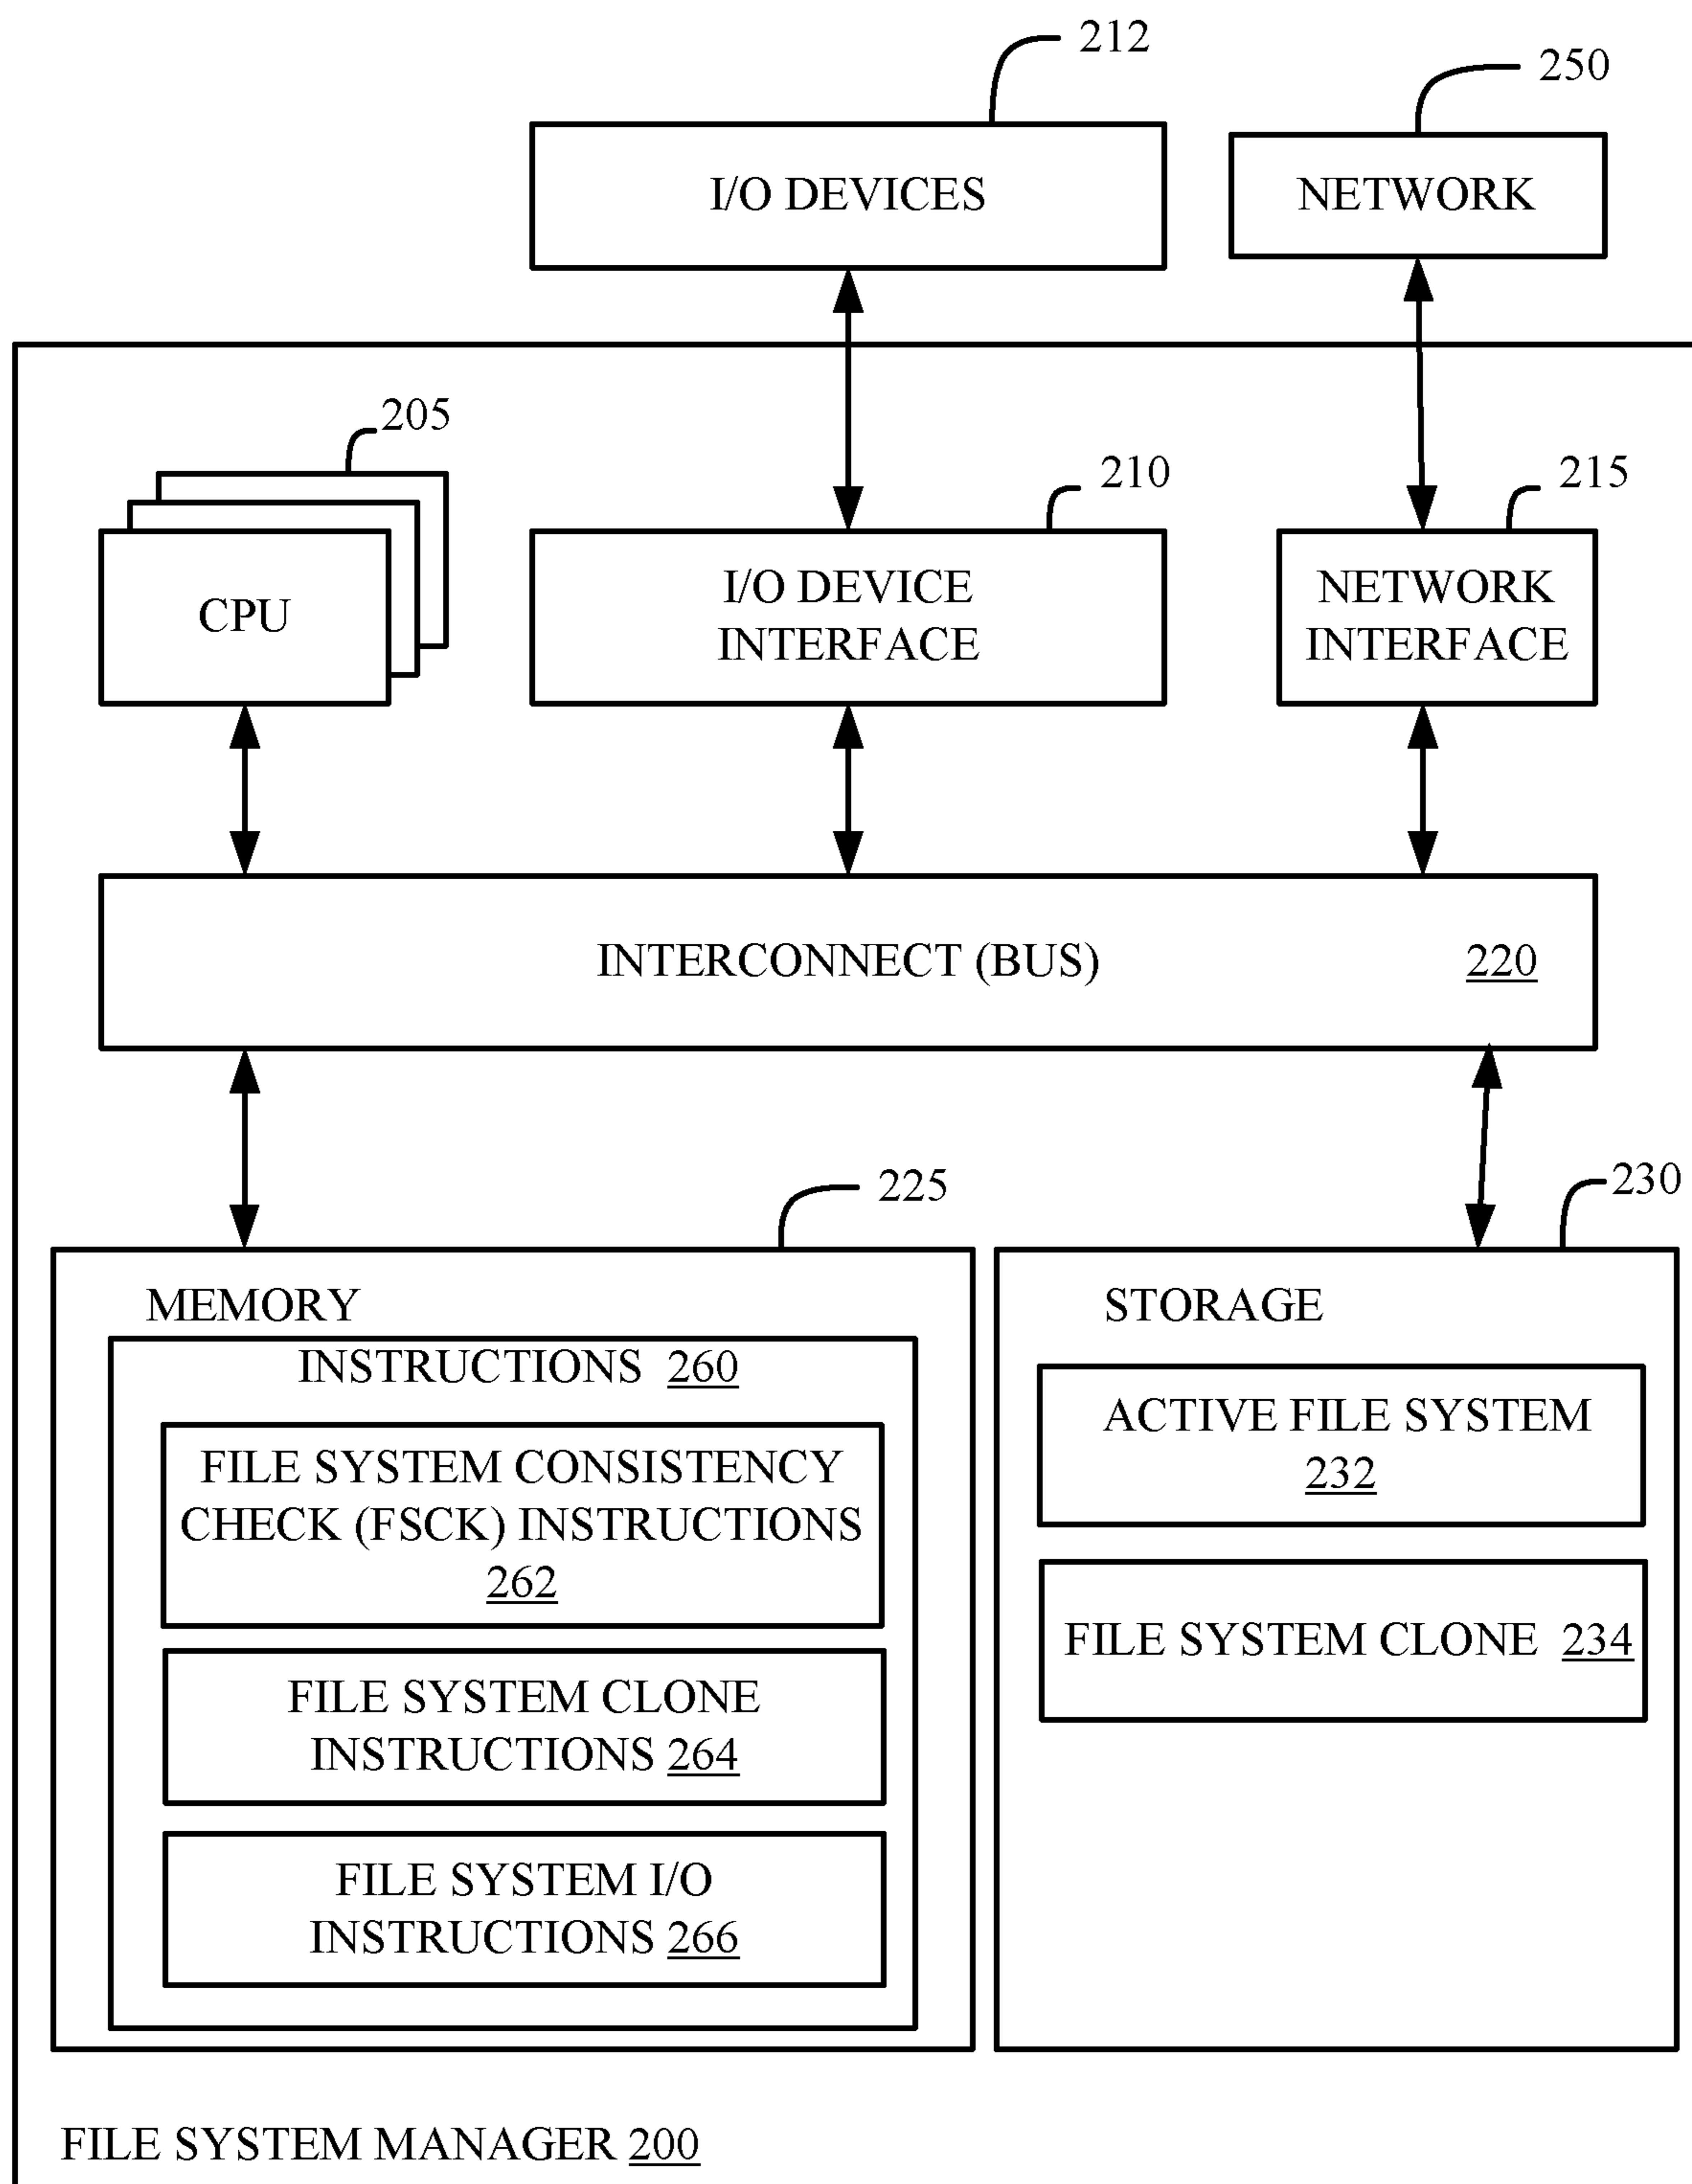 212
250
I/O DEVICES
NETWORK
205
210
215
CPU
I/O DEVICE
INTERFACE
NETWORK
INTERFACE
INTERCONNECT (BUS) 220
225
230
MEMORY
INSTRUCTIONS 260
FILE SYSTEM CONSISTENCY
CHECK (FSCK) INSTRUCTIONS
262
FILE SYSTEM CLONE
INSTRUCTIONS 264
FILE SYSTEM I/O
INSTRUCTIONS 266
STORAGE
ACTIVE FILE SYSTEM
232
FILE SYSTEM CLONE 234
FILE SYSTEM MANAGER 200